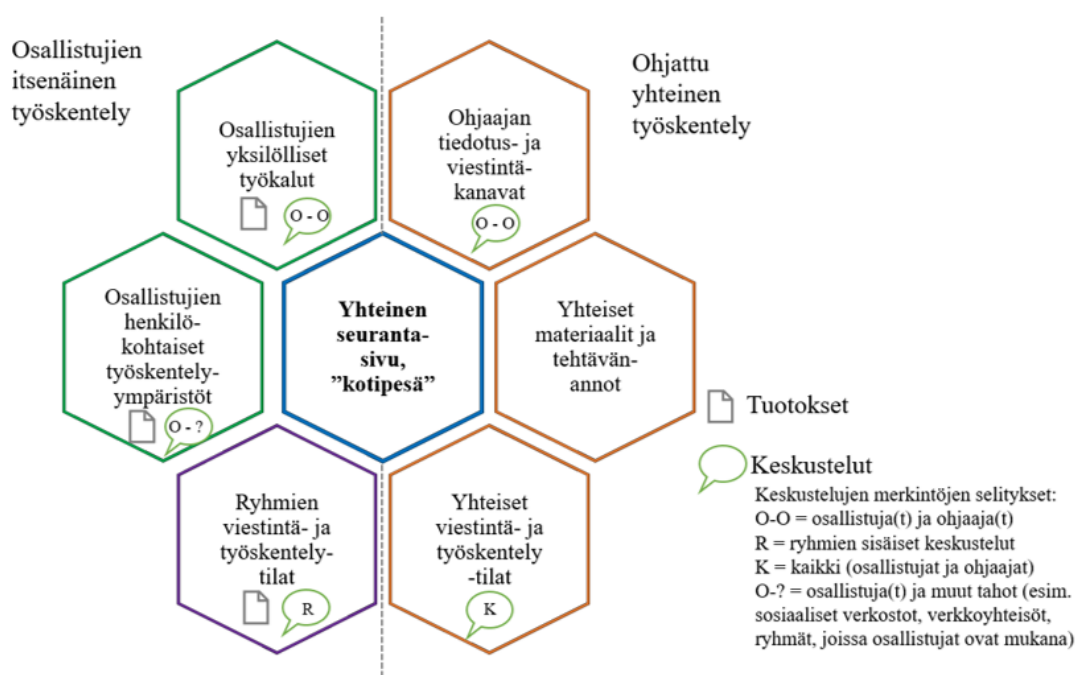 Osallistujien
itsenäinen
työskentely
Ohjattu
yhteinen
työskentely
Osallistujien
yksilölliset
työkalut
O - O
Ohjaajan
tiedotus- ja
viestintä-
kanavat
O - O
Osallistujien
henkilö-
kohtaiset
työskentely-
ympäristöt
O - ?
Yhteinen
seuranta-
sivu,
”kotipesä”
Yhteiset
materiaalit ja
tehtävän-
annot
Ryhmien
viestintä- ja
työskentely-
tilat
R
Yhteiset
viestintä- ja
työskentely
-tilat
K
Tuotokset
Keskustelut
Keskustelujen merkintöjen selitykset:
O-O = osallistuja(t) ja ohjaaja(t)
R = ryhmien sisäiset keskustelut
K = kaikki (osallistujat ja ohjaajat)
O-? = osallistuja(t) ja muut tahot (esim.
sosiaaliset verkostot, verkkoyhteisöt,
ryhmät, joissa osallistujat ovat mukana)